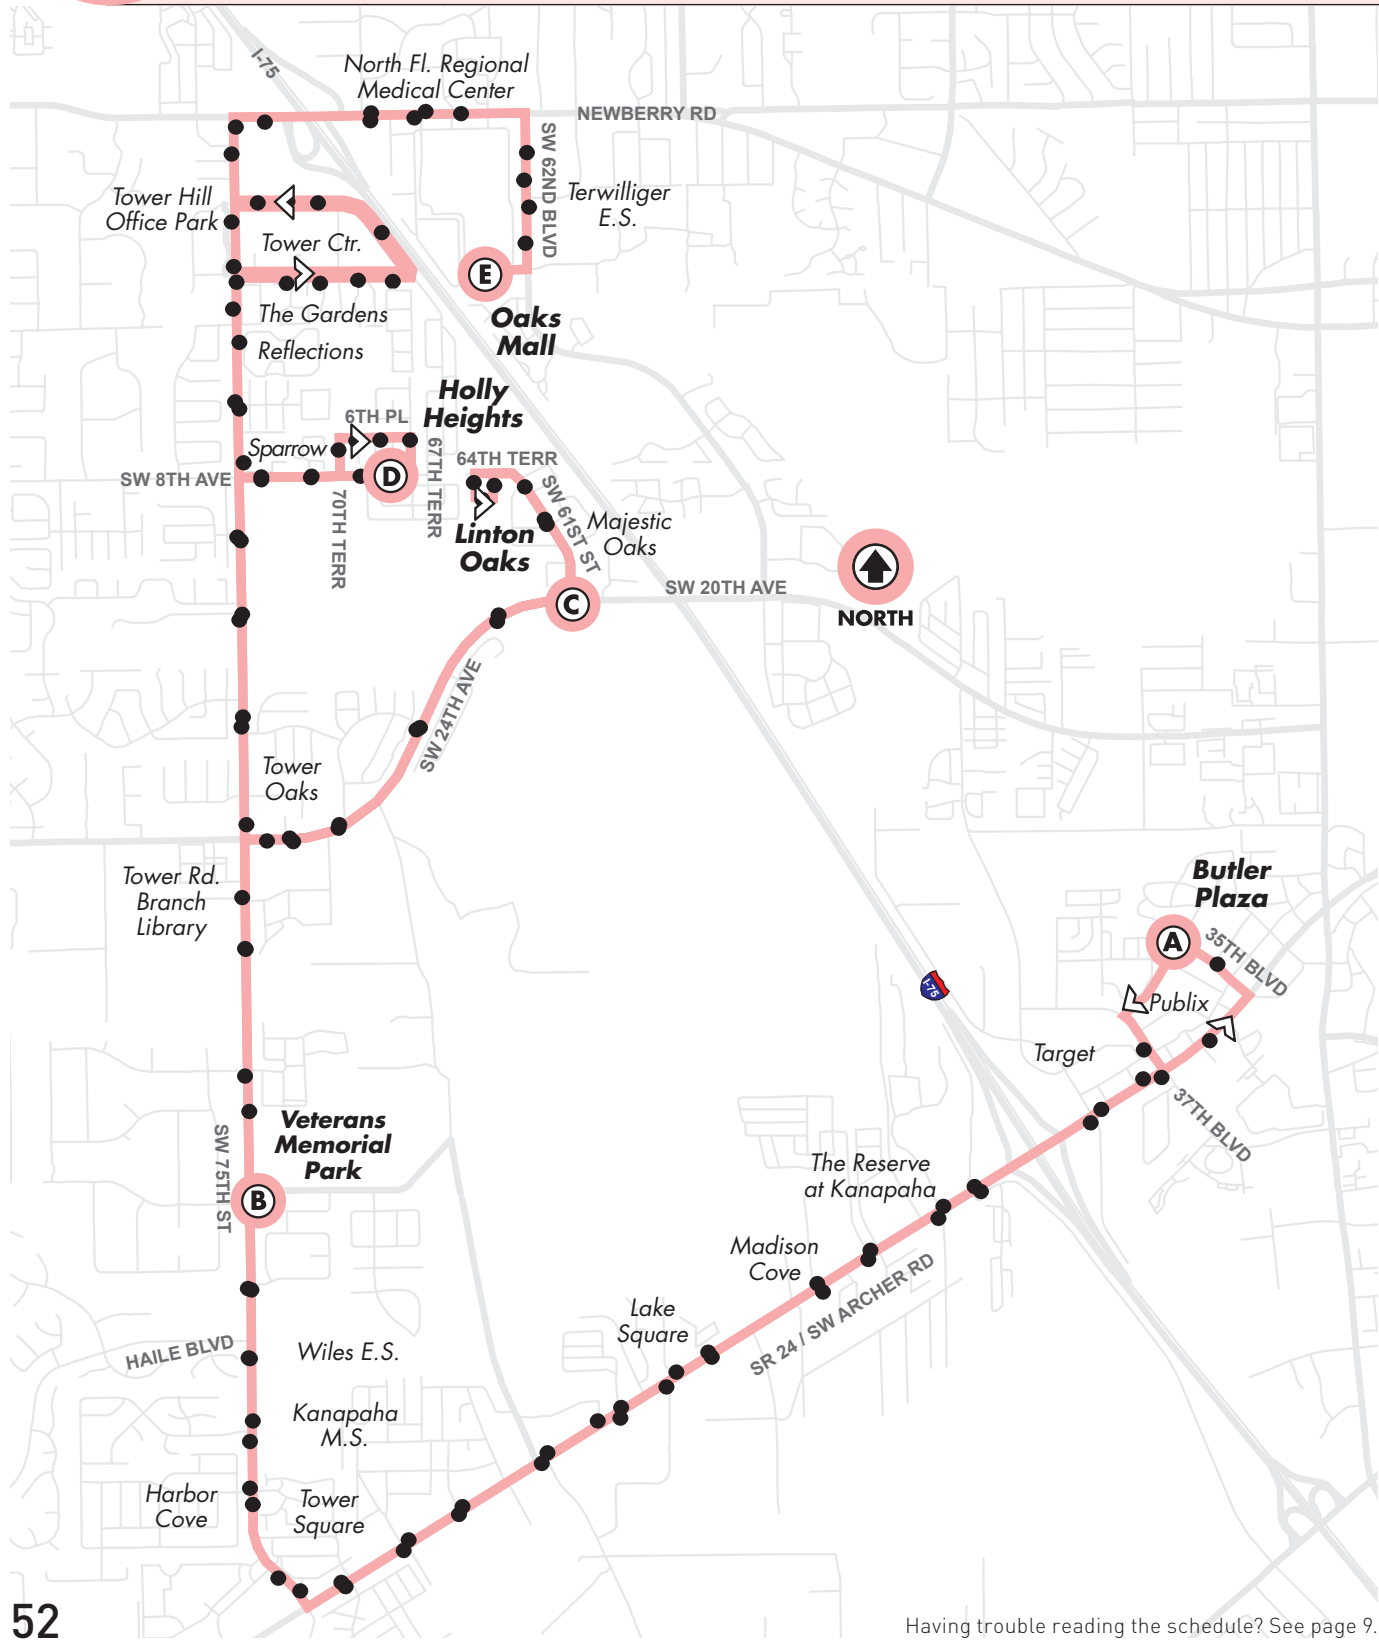 I-75
North Fl. Regional
Medical Center
NEWBERRY RD
SW 62ND BLVD
Terwilliger
E.S.
Tower Hill
Office Park
Tower Ctr.
E
Oaks
Mall
The Gardens
Reflections
Holly
Heights
6TH PL
Sparrow
SW 8TH AVE
D
67TH TERR
70TH TERR
64TH TERR
SW 61ST ST
Linton
Oaks
Majestic
Oaks
C
SW 20TH AVE
NORTH
SW 24TH AVE
Tower
Oaks
Tower Rd.
Branch
Library
Butler
Plaza
A
35TH BLVD
I-75
Publix
Target
37TH BLVD
Veterans
Memorial
Park
SW 75TH ST
B
The Reserve
at Kanapaha
Madison
Cove
SR 24 / SW ARCHER RD
Lake
Square
HAILE BLVD
Wiles E.S.
Kanapaha
M.S.
Harbor
Cove
Tower
Square
52
Having trouble reading the schedule? See page 9.